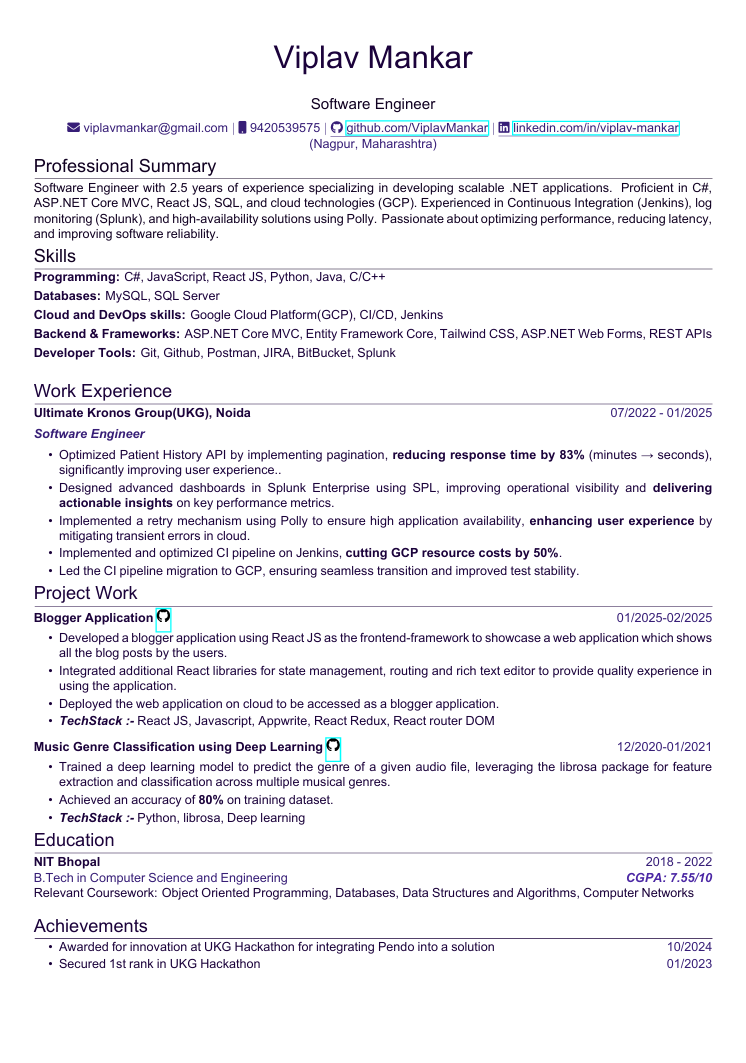 Viplav Mankar
Software Engineer
viplavmankar@gmail.com | 9420539575 | github.com/ViplavMankar | linkedin.com/in/viplav-mankar
(Nagpur, Maharashtra)
Professional Summary
Software Engineer with 2.5 years of experience specializing in developing scalable .NET applications. Proficient in C#,
ASP.NET Core MVC, React JS, SQL, and cloud technologies (GCP). Experienced in Continuous Integration (Jenkins), log
monitoring (Splunk), and high-availability solutions using Polly. Passionate about optimizing performance, reducing latency,
and improving software reliability.
Skills
Programming: C#, JavaScript, React JS, Python, Java, C/C++
Databases: MySQL, SQL Server
Cloud and DevOps skills: Google Cloud Platform(GCP), CI/CD, Jenkins
Backend & Frameworks: ASP.NET Core MVC, Entity Framework Core, Tailwind CSS, ASP.NET Web Forms, REST APIs
Developer Tools: Git, Github, Postman, JIRA, BitBucket, Splunk
Work Experience
Ultimate Kronos Group(UKG), Noida 07/2022 - 01/2025
Software Engineer
• Optimized Patient History API by implementing pagination, reducing response time by 83% (minutes → seconds),
significantly improving user experience..
• Designed advanced dashboards in Splunk Enterprise using SPL, improving operational visibility and delivering
actionable insights on key performance metrics.
• Implemented a retry mechanism using Polly to ensure high application availability, enhancing user experience by
mitigating transient errors in cloud.
• Implemented and optimized CI pipeline on Jenkins, cutting GCP resource costs by 50%.
• Led the CI pipeline migration to GCP, ensuring seamless transition and improved test stability.
Project Work
Blogger Application 01/2025-02/2025
• Developed a blogger application using React JS as the frontend-framework to showcase a web application which shows
all the blog posts by the users.
• Integrated additional React libraries for state management, routing and rich text editor to provide quality experience in
using the application.
• Deployed the web application on cloud to be accessed as a blogger application.
• TechStack :- React JS, Javascript, Appwrite, React Redux, React router DOM
Music Genre Classification using Deep Learning 12/2020-01/2021
• Trained a deep learning model to predict the genre of a given audio file, leveraging the librosa package for feature
extraction and classification across multiple musical genres.
• Achieved an accuracy of 80% on training dataset.
• TechStack :- Python, librosa, Deep learning
Education
NIT Bhopal 2018 - 2022
B.Tech in Computer Science and Engineering CGPA: 7.55/10
Relevant Coursework: Object Oriented Programming, Databases, Data Structures and Algorithms, Computer Networks
Achievements
• Awarded for innovation at UKG Hackathon for integrating Pendo into a solution 10/2024
• Secured 1st rank in UKG Hackathon 01/2023